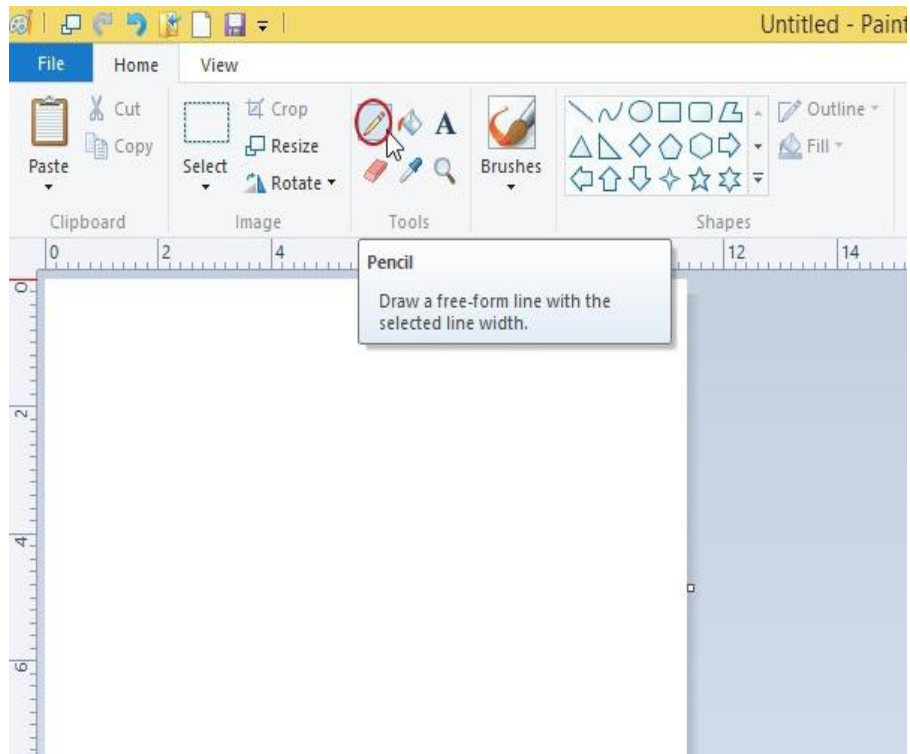 Untitled - Paint
File Home View
Cut Crop Outline
Copy Resize Fill
Paste Select Rotate A Brushes
Clipboard Image Tools Shapes
0 2 4 12 14
Pencil
Draw a free-form line with the
selected line width.
0
2
4
6